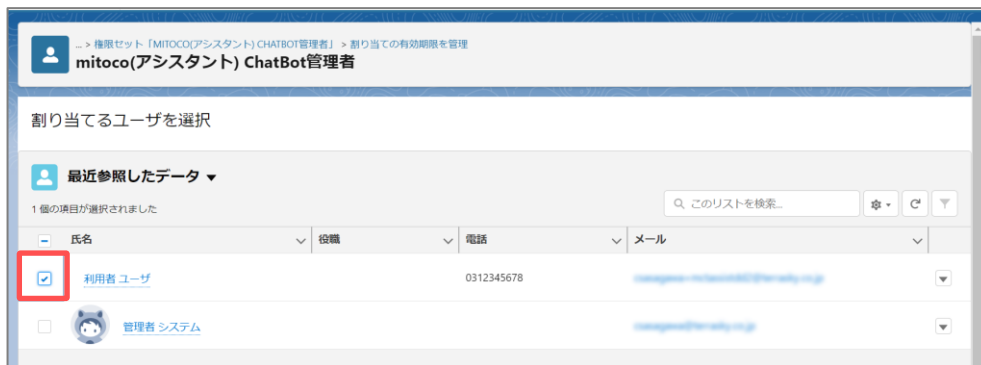 ... > 権限セット「MITOCO(アシスタント) CHATBOT管理者」 > 割り当ての有効期限を管理
mitoco(アシスタント) ChatBot管理者
割り当てるユーザを選択
最近参照したデータ
1 個の項目が選択されました
このリストを検索...
氏名 役職 電話 メール
利用者 ユーザ 0312345678
管理者 システム